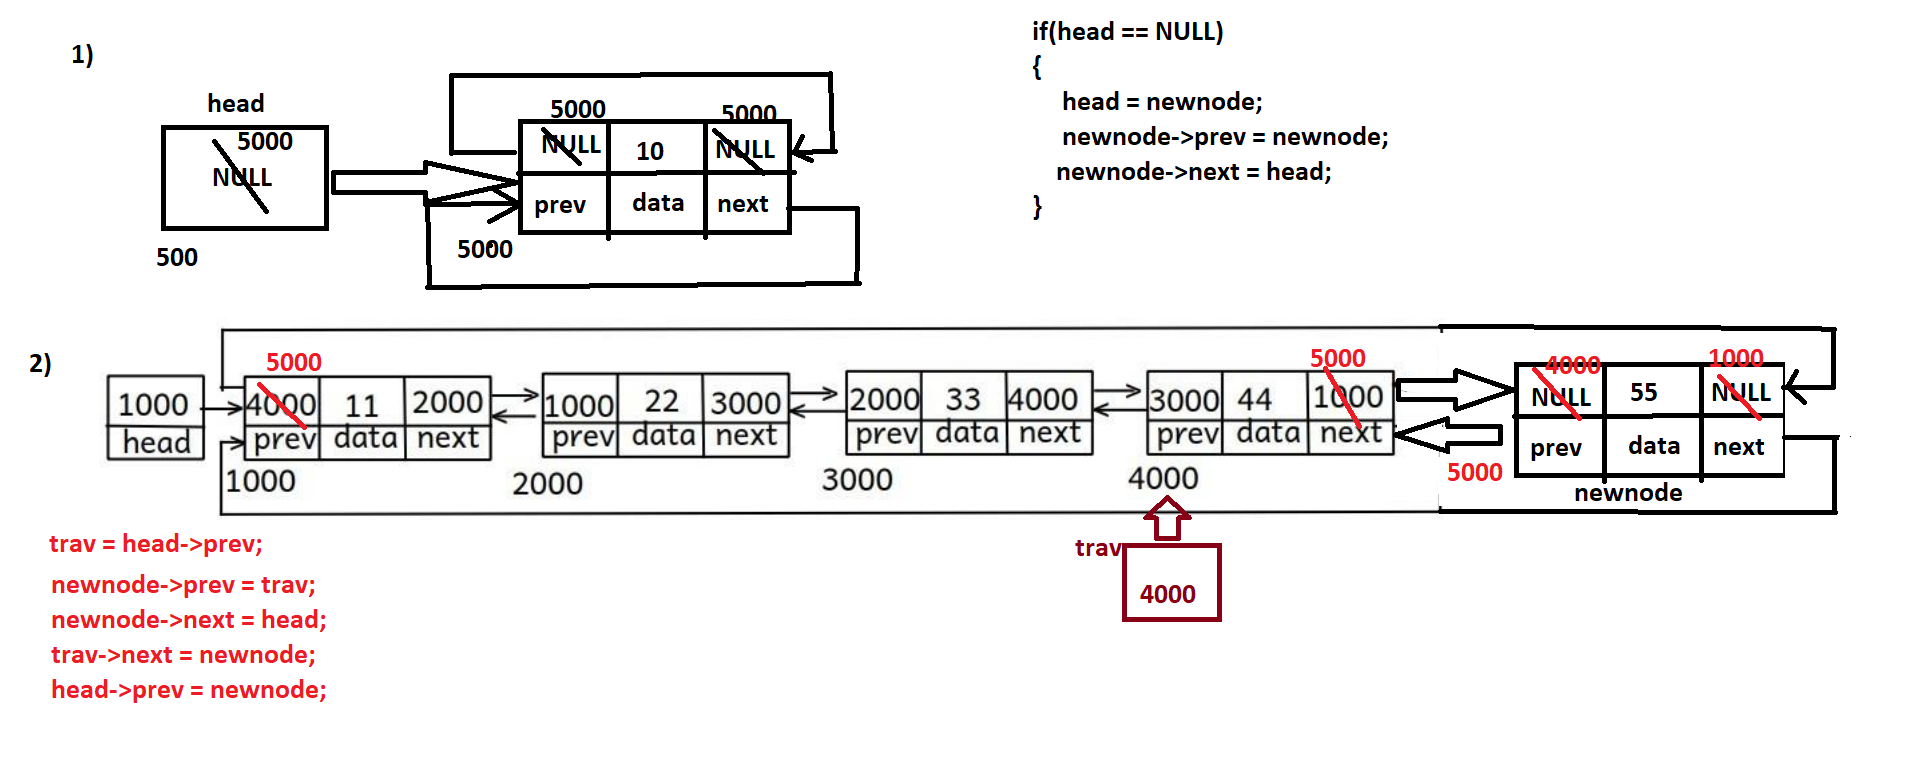 1)
head
5000
NULL
500
5000 5000
NULL 10 NULL
prev data next
5000
if(head == NULL)
{
head = newnode;
newnode->prev = newnode;
newnode->next = head;
}
2)
5000 5000 4000 1000
1000 4000 11 2000 1000 22 3000 2000 33 4000 3000 44 1000 NULL 55 NULL
head prev data next prev data next prev data next prev data next prev data next
1000 2000 3000 4000 5000 newnode
trav
4000
trav = head->prev;
newnode->prev = trav;
newnode->next = head;
trav->next = newnode;
head->prev = newnode;